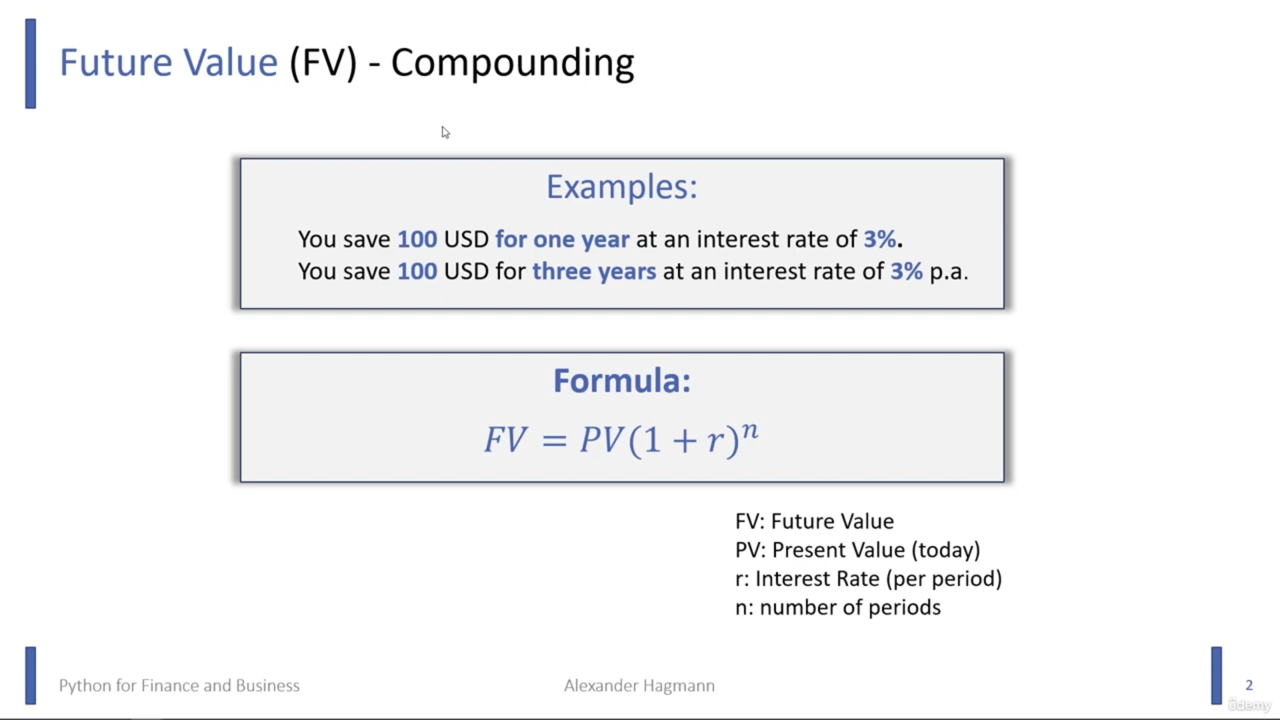 Future Value (FV) - Compounding
Examples:
You save 100 USD for one year at an interest rate of 3%.
You save 100 USD for three years at an interest rate of 3% p.a.
Formula:
FV = PV(1 + r)ⁿ
FV: Future Value
PV: Present Value (today)
r: Interest Rate (per period)
n: number of periods
Python for Finance and Business
Alexander Hagmann
2
ûdemy